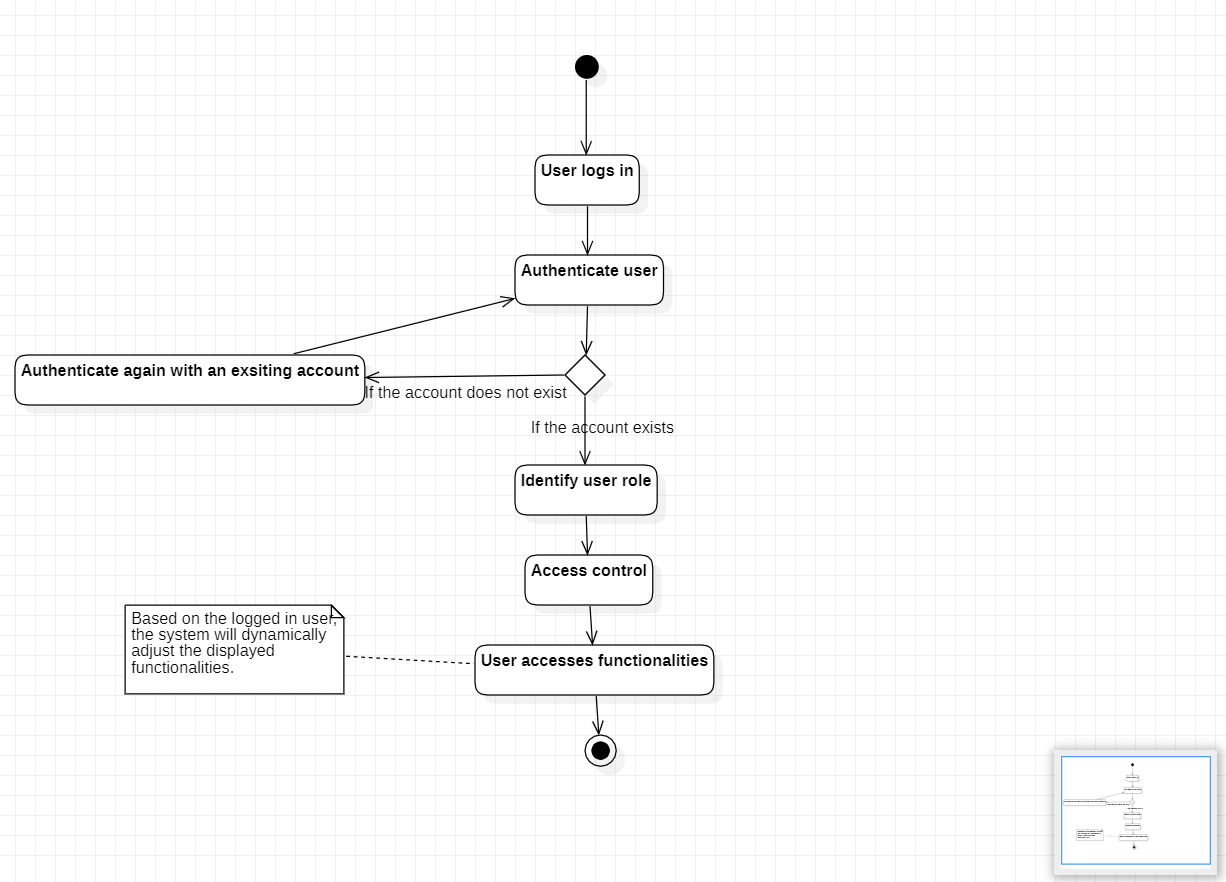 User logs in
Authenticate user
Authenticate again with an exsiting account
If the account does not exist
If the account exists
Identify user role
Access control
Based on the logged in user,
the system will dynamically
adjust the displayed
functionalities.
User accesses functionalities